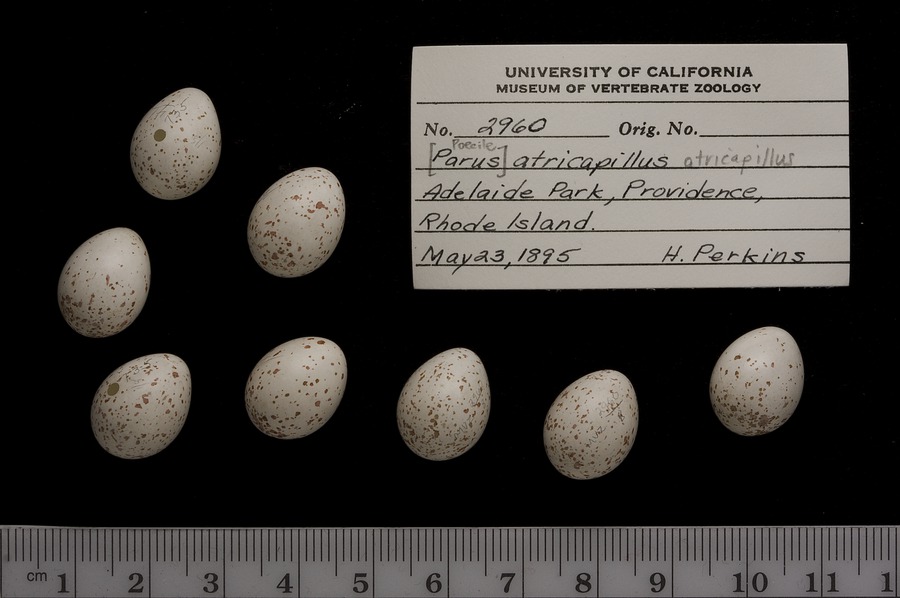 UNIVERSITY OF CALIFORNIA
MUSEUM OF VERTEBRATE ZOOLOGY
No. 2960 Orig. No.
Poecile
[Parus] atricapillus atricapillus
Adelaide Park, Providence,
Rhode Island.
May 23, 1895 H. Perkins
cm 1 2 3 4 5 6 7 8 9 10 11 1